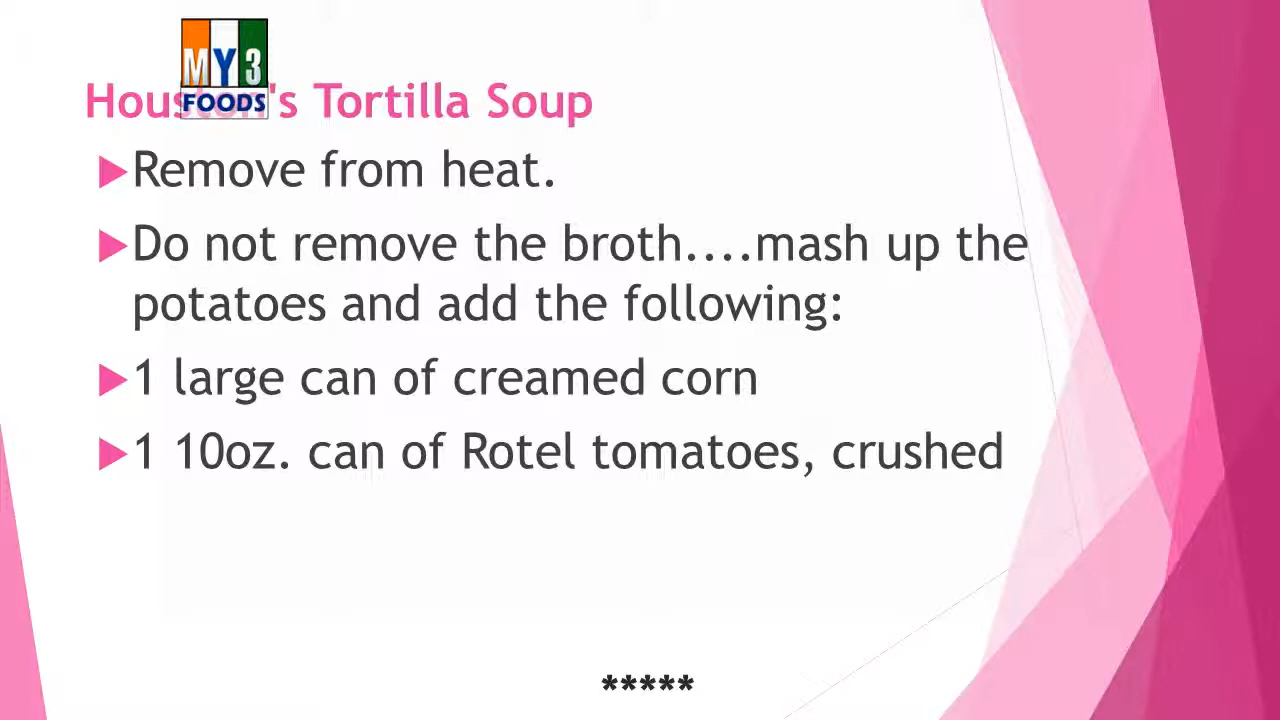 MY3
FOODS
Houston's Tortilla Soup
Remove from heat.
Do not remove the broth....mash up the
potatoes and add the following:
1 large can of creamed corn
1 10oz. can of Rotel tomatoes, crushed
*****